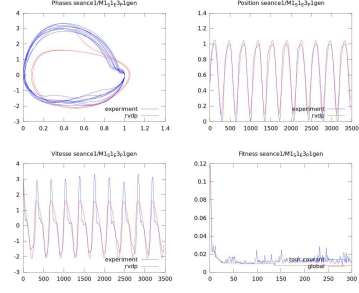 Phases seance1/M1S1E3P1gen
4
3
2
1
0
-1
-2
-3
0 0.2 0.4 0.6 0.8 1 1.2 1.4
experiment
rvdp
Position seance1/M1S1E3P1gen
1.4
1.2
1
0.8
0.6
0.4
0.2
0
0 500 1000 1500 2000 2500 3000 3500
experiment
rvdp
Vitesse seance1/M1S1E3P1gen
4
3
2
1
0
-1
-2
-3
0 500 1000 1500 2000 2500 3000 3500
experiment
rvdp
Fitness seance1/M1S1E3P1gen
0.12
0.1
0.08
0.06
0.04
0.02
0
0 50 100 150 200 250 300
tour courant
global